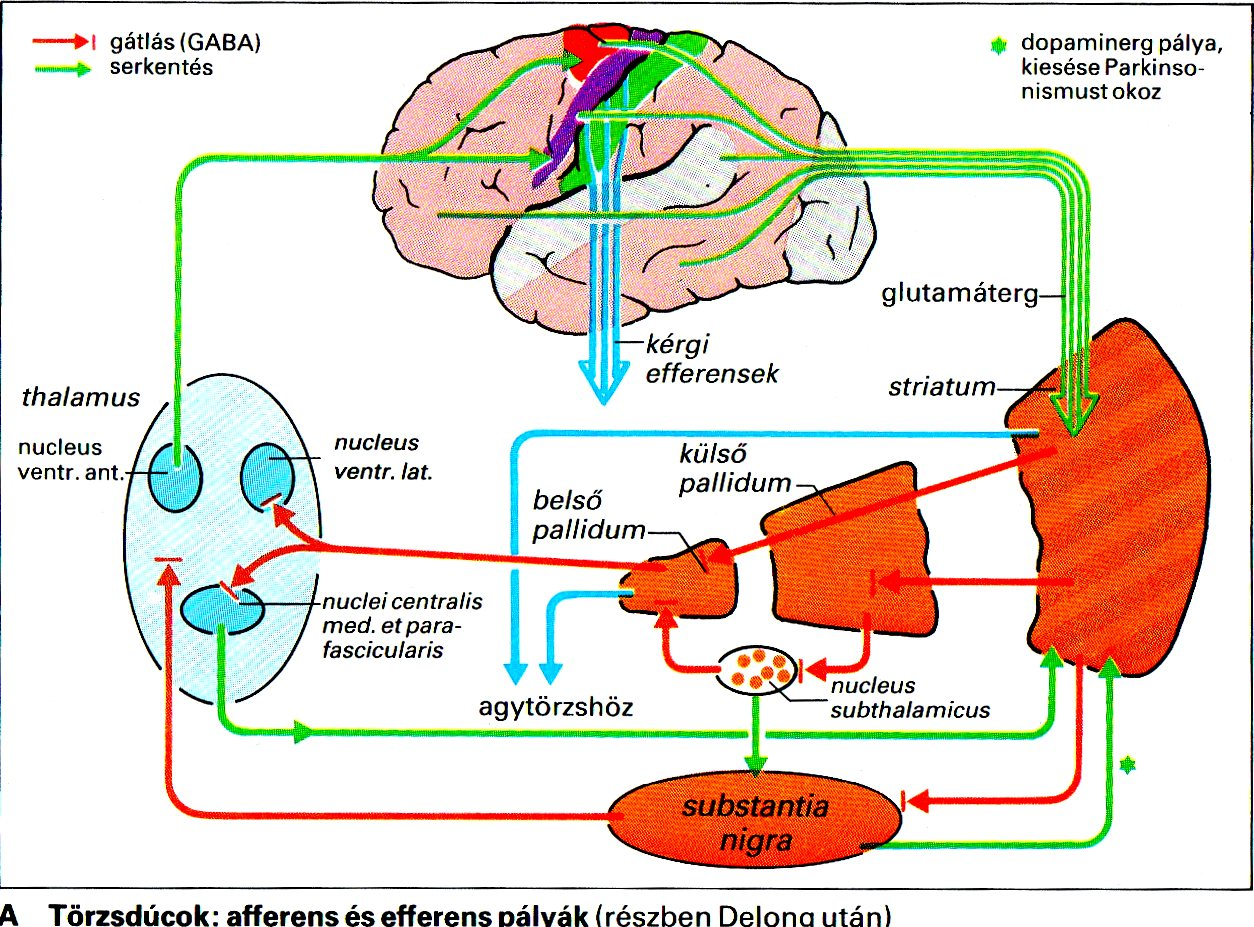 gátlás (GABA)
serkentés
dopaminerg pálya,
kiesése Parkinso-
nismust okoz
glutamáterg
kérgi
efferensek
striatum
thalamus
nucleus
ventr. ant.
nucleus
ventr. lat.
külső
pallidum
belső
pallidum
nuclei centralis
med. et para-
fascicularis
nucleus
subthalamicus
agytörzshöz
substantia
nigra
A Törzsdúcok: afferens és efferens pályák (részben Delong után)